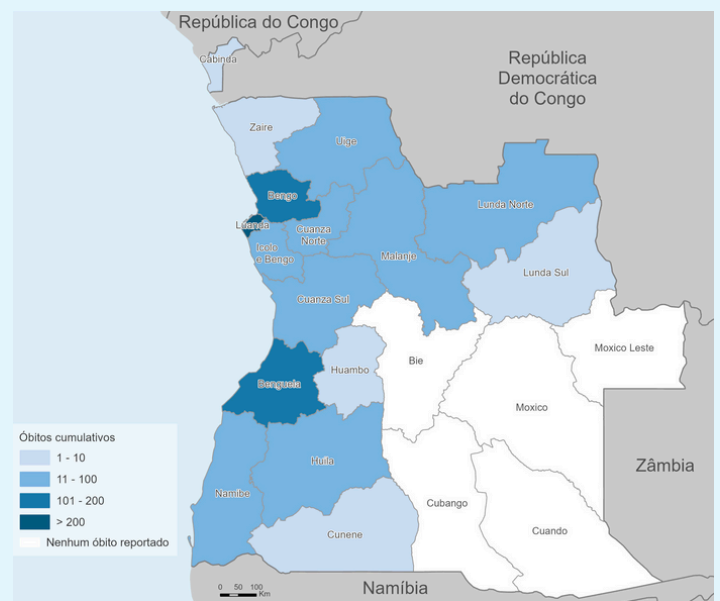 República do Congo
Cabinda
República
Democrática
do Congo
Zaire
Uige
Bengo
Lunda Norte
Luanda
Cuanza
Norte
Icolo
e Bengo
Malanje
Lunda Sul
Cuanza Sul
Moxico Leste
Bie
Huambo
Benguela
Moxico
Óbitos cumulativos
1 - 10
11 - 100
101 - 200
> 200
Nenhum óbito reportado
Huila
Zâmbia
Namibe
Cubango
Cuando
Cunene
0 50 100
Km
Namíbia